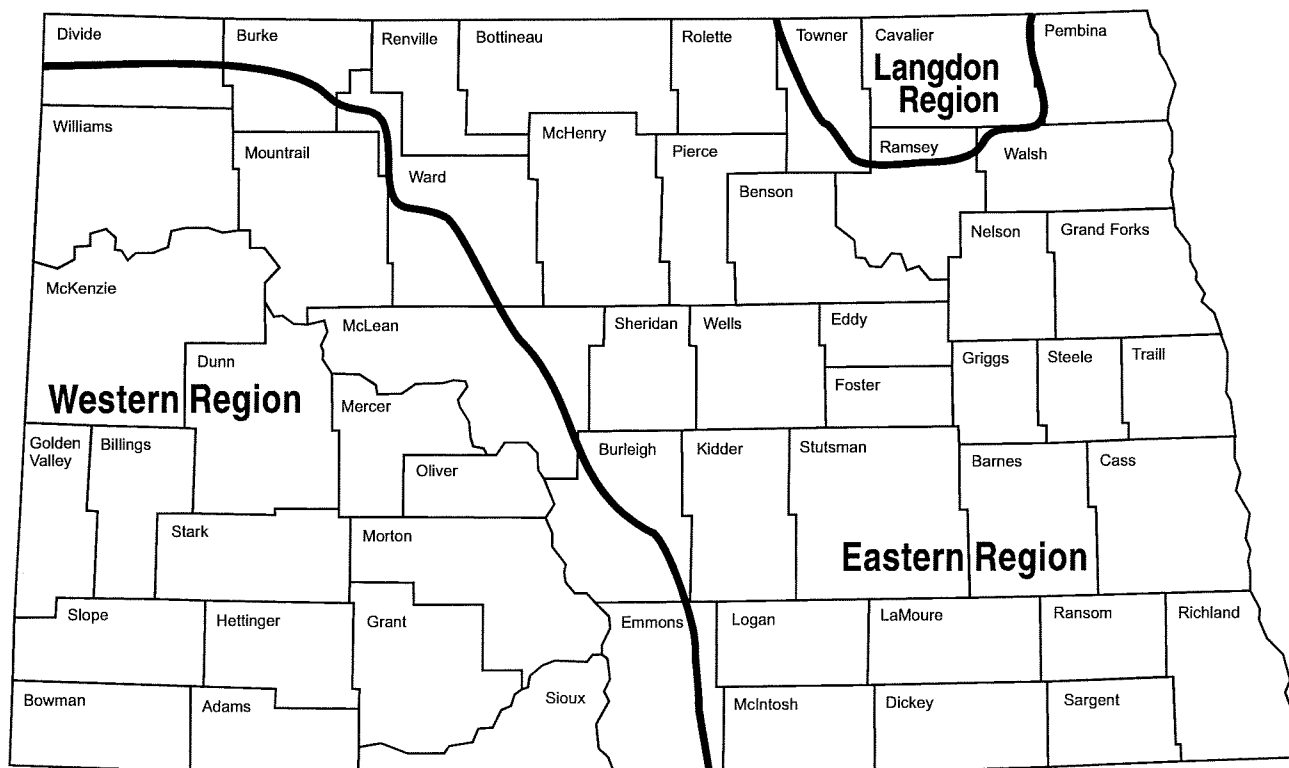 Divide
Burke
Renville
Bottineau
Rolette
Towner
Cavalier
Pembina
Langdon
Region
Williams
McHenry
Mountrail
Pierce
Ramsey
Walsh
Ward
Benson
Nelson
Grand Forks
McKenzie
McLean
Sheridan
Wells
Eddy
Dunn
Griggs
Steele
Traill
Foster
Western Region
Mercer
Golden
Valley
Billings
Burleigh
Kidder
Stutsman
Barnes
Cass
Oliver
Stark
Morton
Eastern Region
Slope
Hettinger
Grant
Emmons
Logan
LaMoure
Ransom
Richland
Bowman
Adams
Sioux
McIntosh
Dickey
Sargent